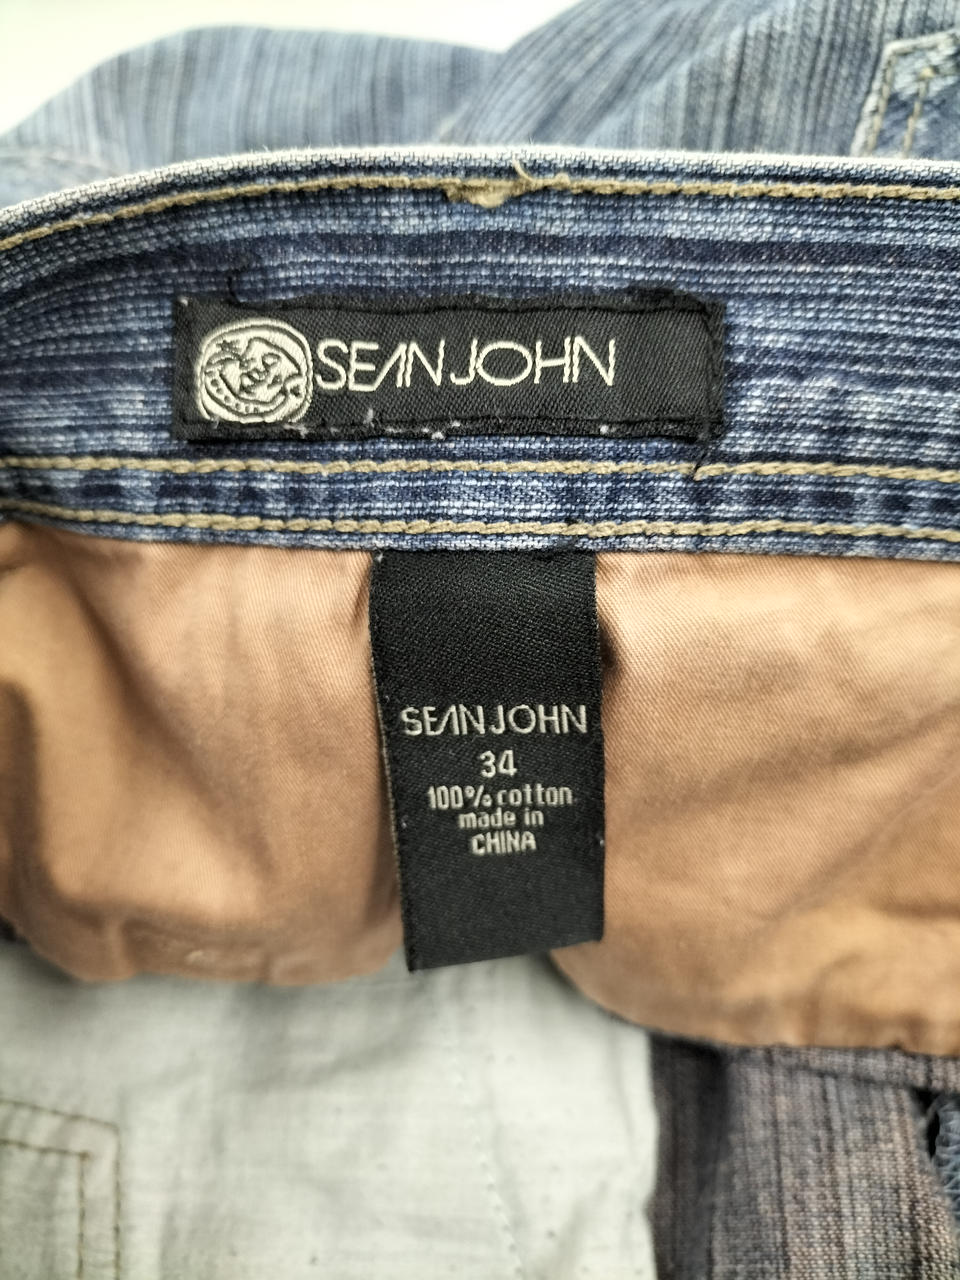 SEAN JOHN
SEAN JOHN
34
100% cotton
made in
CHINA